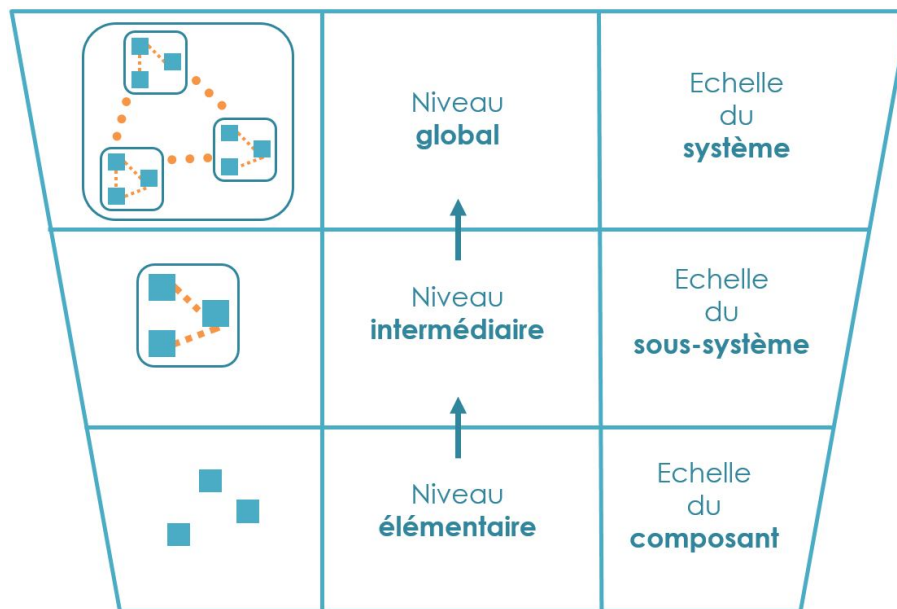 Niveau
global
Echelle
du
système
Niveau
intermédiaire
Echelle
du
sous-système
Niveau
élémentaire
Echelle
du
composant